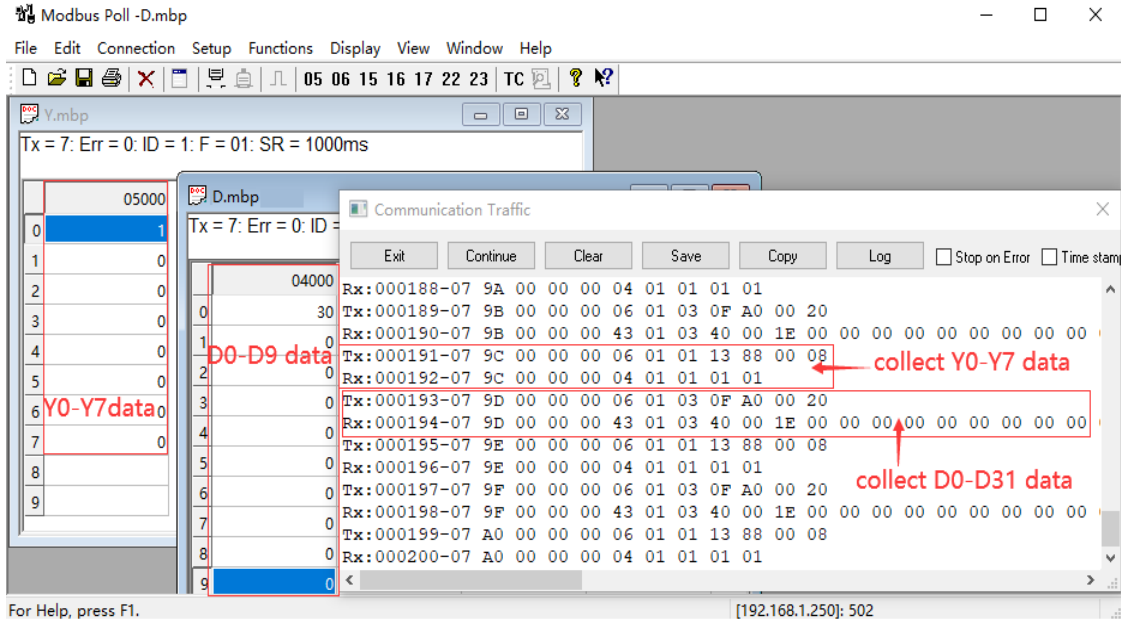 Modbus Poll -D.mbp
File Edit Connection Setup Functions Display View Window Help
05 06 15 16 17 22 23 TC
Y.mbp
Tx = 7: Err = 0: ID = 1: F = 01: SR = 1000ms
05000
0 1
1 0
2 0
3 0
4 0
5 0
6 0
7 0
8
9
Y0-Y7data
D.mbp
Tx = 7: Err = 0: ID =
04000
0 30
1 0
2 0
3 0
4 0
5 0
6 0
7 0
8 0
9 0
D0-D9 data
Communication Traffic
Exit Continue Clear Save Copy Log Stop on Error Time stam
Rx:000188-07 9A 00 00 00 04 01 01 01 01
Tx:000189-07 9B 00 00 00 06 01 03 0F A0 00 20
Rx:000190-07 9B 00 00 00 43 01 03 40 00 1E 00 00 00 00 00 00 00 00 00
Tx:000191-07 9C 00 00 00 06 01 01 13 88 00 08
Rx:000192-07 9C 00 00 00 04 01 01 01 01
collect Y0-Y7 data
Tx:000193-07 9D 00 00 00 06 01 03 0F A0 00 20
Rx:000194-07 9D 00 00 00 43 01 03 40 00 1E 00 00 00 00 00 00 00 00 00
Tx:000195-07 9E 00 00 00 06 01 01 13 88 00 08
Rx:000196-07 9E 00 00 00 04 01 01 01 01
collect D0-D31 data
Tx:000197-07 9F 00 00 00 06 01 03 0F A0 00 20
Rx:000198-07 9F 00 00 00 43 01 03 40 00 1E 00 00 00 00 00 00 00 00 00
Tx:000199-07 A0 00 00 00 06 01 01 13 88 00 08
Rx:000200-07 A0 00 00 00 04 01 01 01 01
For Help, press F1.
[192.168.1.250]: 502